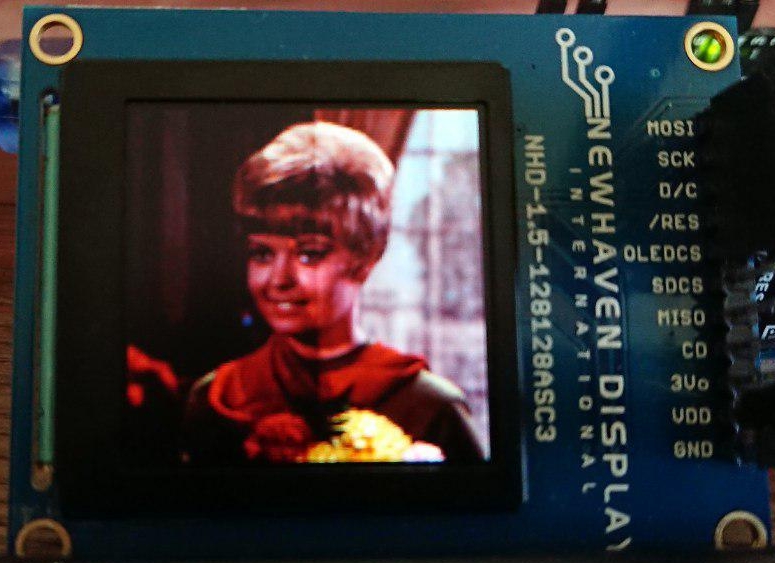 MOSI
SCK
D/C
/RES
OLEDCS
SDCS
MISO
CD
3Vo
VDD
GND
NEWHAVEN DISPLAY
INTERNATIONAL
NHD-1.5-128128ASC3